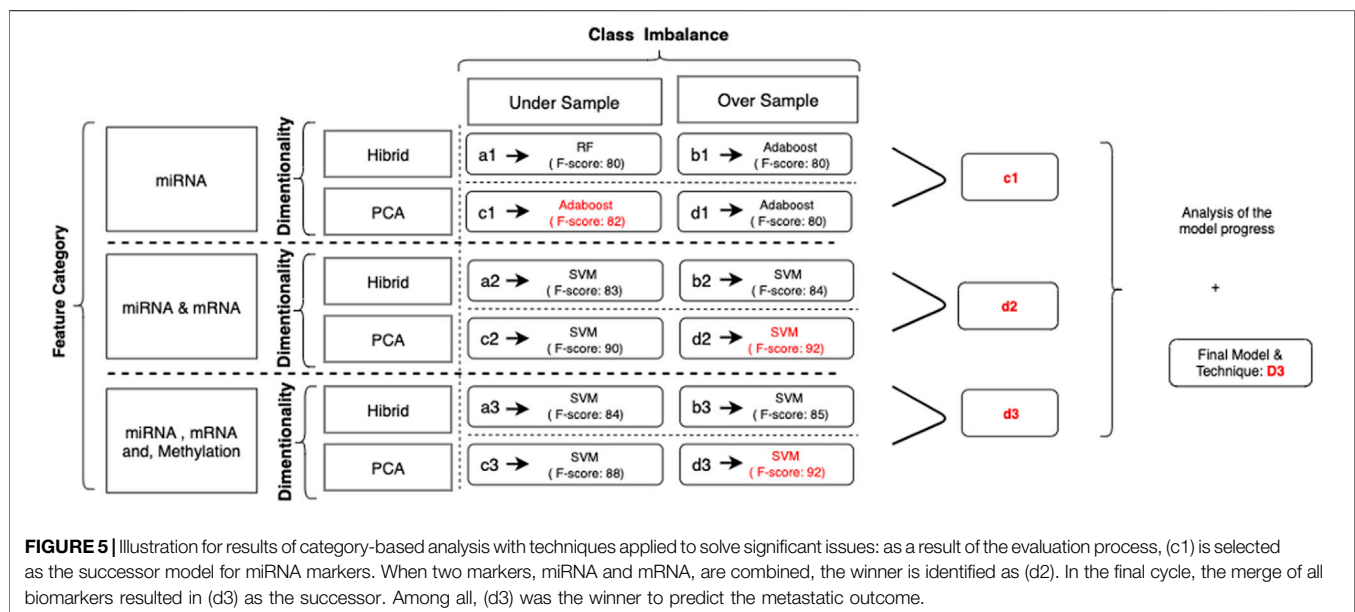 Class Imbalance
Under Sample
Over Sample
Feature Category
miRNA
Dimentionality
Hibrid
a1 → RF
( F-score: 80)
b1 → Adaboost
( F-score: 80)
PCA
c1 → Adaboost
( F-score: 82)
d1 → Adaboost
( F-score: 80)
c1
miRNA & mRNA
Dimentionality
Hibrid
a2 → SVM
( F-score: 83)
b2 → SVM
( F-score: 84)
PCA
c2 → SVM
( F-score: 90)
d2 → SVM
( F-score: 92)
d2
miRNA , mRNA
and, Methylation
Dimentionality
Hibrid
a3 → SVM
( F-score: 84)
b3 → SVM
( F-score: 85)
PCA
c3 → SVM
( F-score: 88)
d3 → SVM
( F-score: 92)
d3
Analysis of the
model progress
+
Final Model &
Technique: D3
FIGURE 5 | Illustration for results of category-based analysis with techniques applied to solve significant issues: as a result of the evaluation process, (c1) is selected
as the successor model for miRNA markers. When two markers, miRNA and mRNA, are combined, the winner is identified as (d2). In the final cycle, the merge of all
biomarkers resulted in (d3) as the successor. Among all, (d3) was the winner to predict the metastatic outcome.